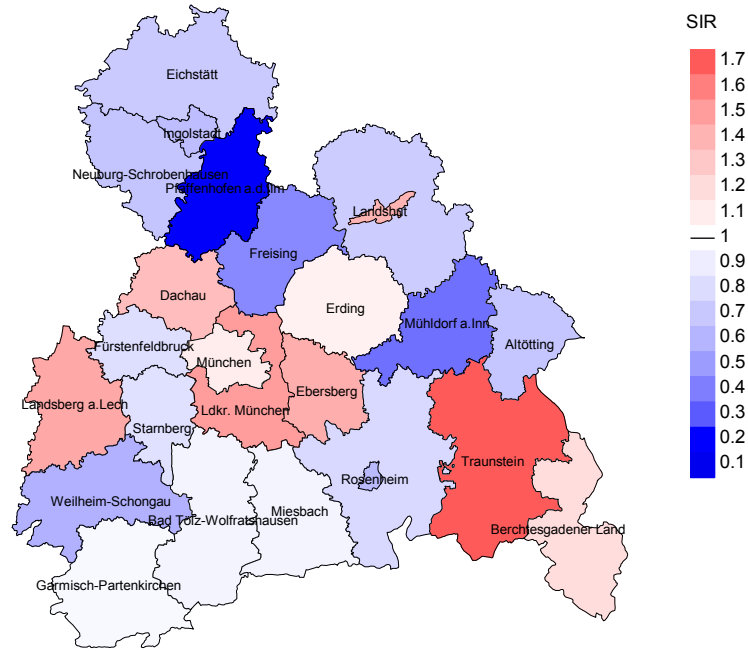 SIR
Eichstätt
Ingolstadt
Neuburg-Schrobenhausen
Pfaffenhofen a.d.Ilm
Landshut
Freising
Dachau
Erding
Mühldorf a.Inn
Altötting
Fürstenfeldbruck
München
Ebersberg
Landsberg a.Lech
Ldkr. München
Starnberg
Traunstein
Rosenheim
Weilheim-Schongau
Miesbach
Bad Tölz-Wolfratshausen
Berchtesgadener Land
Garmisch-Partenkirchen
1.7
1.6
1.5
1.4
1.3
1.2
1.1
1
0.9
0.8
0.7
0.6
0.5
0.4
0.3
0.2
0.1